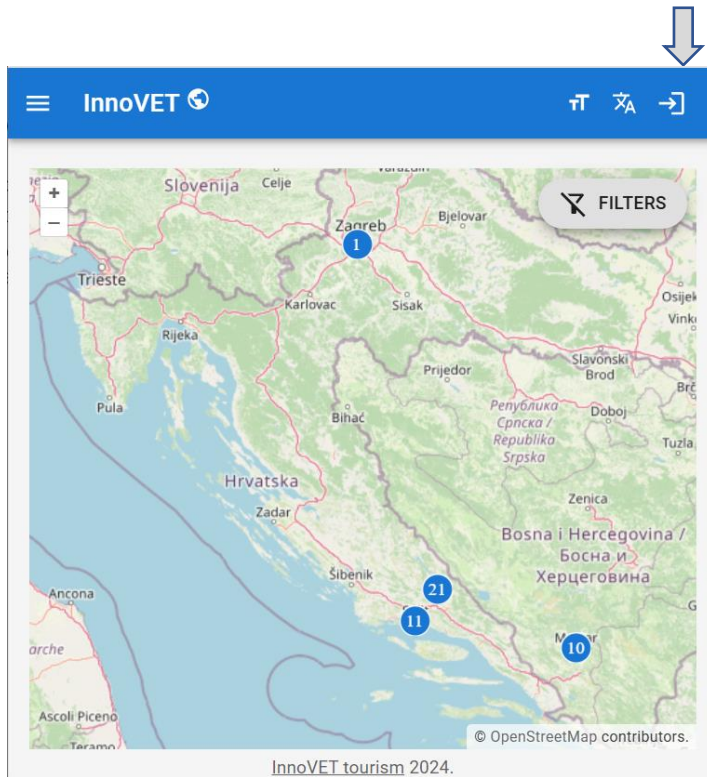 InnoVET
FILTERS
+
−
Slovenija
Celje
Varaždin
Zagreb
Bjelovar
1
Trieste
Karlovac
Sisak
Osijek
Rijeka
Slavonski
Brod
Prijedor
Pula
Bihać
Република
Српска /
Republika
Srpska
Doboj
Tuzla
Hrvatska
Zadar
Zenica
Bosna i Hercegovina /
Босна и
Херцеговина
Šibenik
21
Ancona
11
10
arche
Ascoli Piceno
Teramo
© OpenStreetMap contributors.
InnoVET tourism 2024.